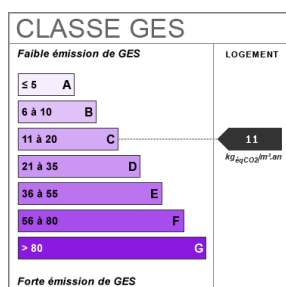 CLASSE GES
Faible émission de GES
LOGEMENT
≤ 5 A
6 à 10 B
11 à 20 C
11
kgéqCO2/m².an
21 à 35 D
36 à 55 E
56 à 80 F
> 80 G
Forte émission de GES